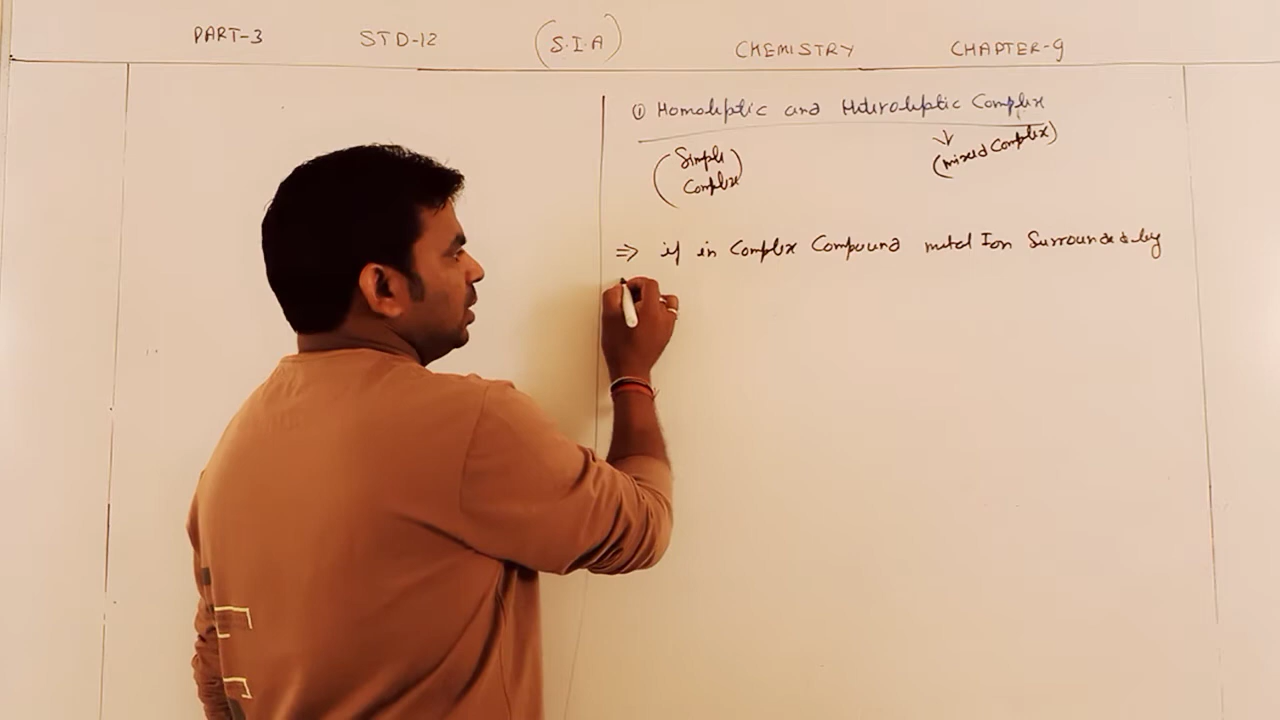 PART-3 STD-12 (S.I.A) CHEMISTRY CHAPTER-9
① Homoleptic and Heteroleptic Complex
(Simple Complex) ↓ (mixed Complex)
⇒ if in Complex Compound metal Ion Surrounded by